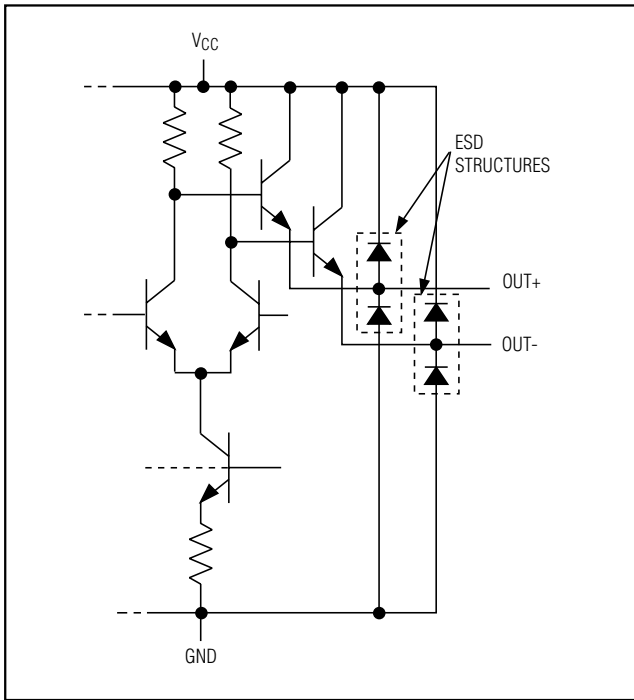 VCC
ESD
STRUCTURES
OUT+
OUT-
GND